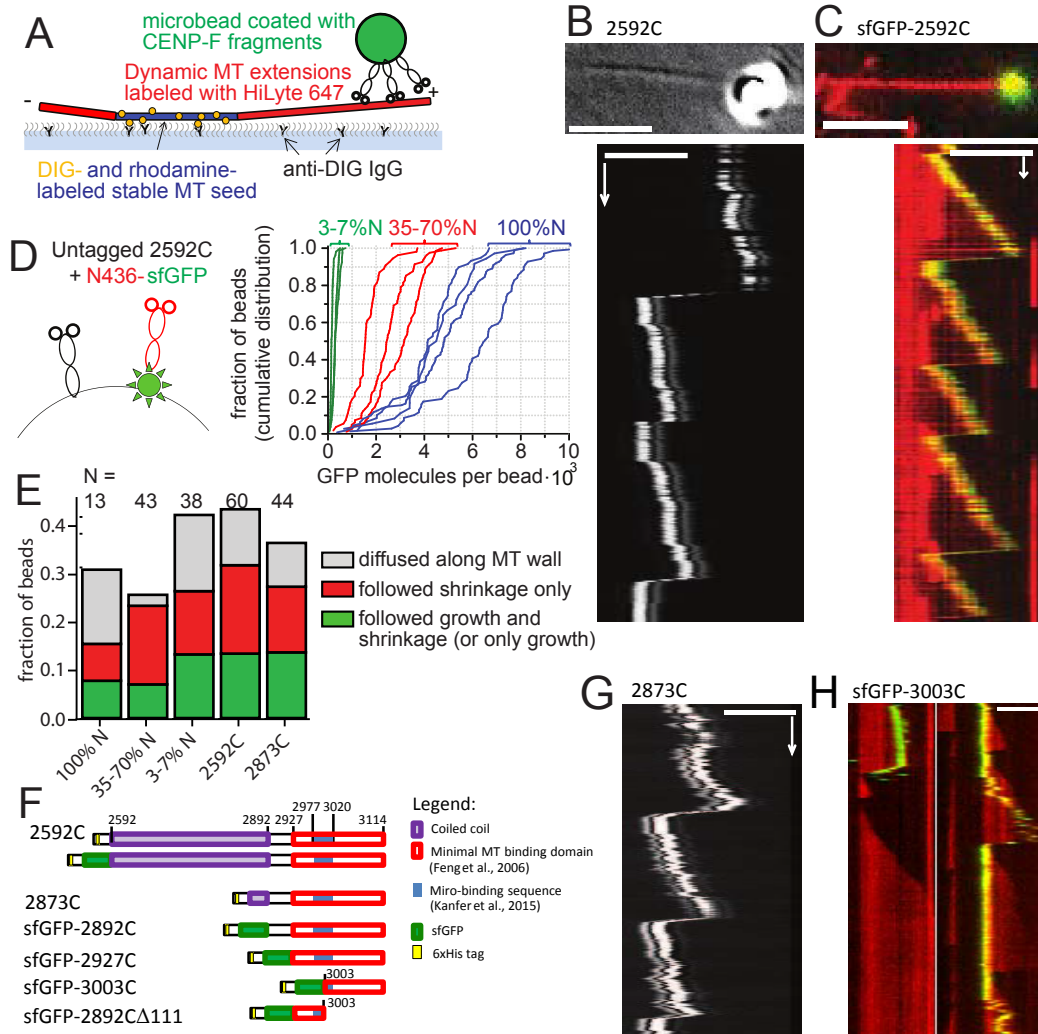 A
microbead coated with
CENP-F fragments
Dynamic MT extensions
labeled with HiLyte 647
-
+
DIG- and rhodamine-
labeled stable MT seed
anti-DIG IgG
B 2592C
C sfGFP-2592C
D Untagged 2592C
+ N436-sfGFP
3-7%N 35-70%N 100%N
fraction of beads
(cumulative distribution)
1.0
0.8
0.6
0.4
0.2
0.0
0 2 4 6 8 10
GFP molecules per bead·10³
E
N =
13 43 38 60 44
fraction of beads
0.4
0.3
0.2
0.1
0.0
100% N
35-70% N
3-7% N
2592C
2873C
diffused along MT wall
followed shrinkage only
followed growth and
shrinkage (or only growth)
F
2592C
2592 2892 2927 2977 3020 3114
2873C
sfGFP-2892C
sfGFP-2927C
sfGFP-3003C
3003
sfGFP-2892CΔ111
3003
Legend:
Coiled coil
Minimal MT binding domain
(Feng et al., 2006)
Miro-binding sequence
(Kanfer et al., 2015)
sfGFP
6xHis tag
G 2873C
H sfGFP-3003C